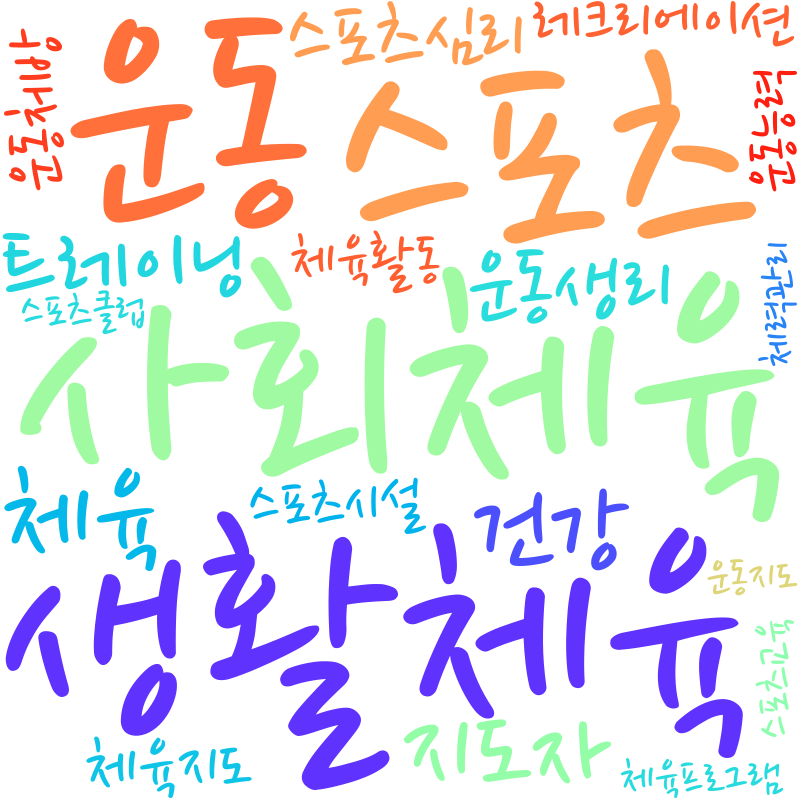 스포츠심리
레크리에이션
운동처방
운동
스포츠
운동능력
트레이닝
체육활동
운동생리
체력관리
스포츠클럽
사회체육
체육
스포츠시설
건강
생활체육
운동지도
스포츠교육
체육지도
지도자
체육프로그램